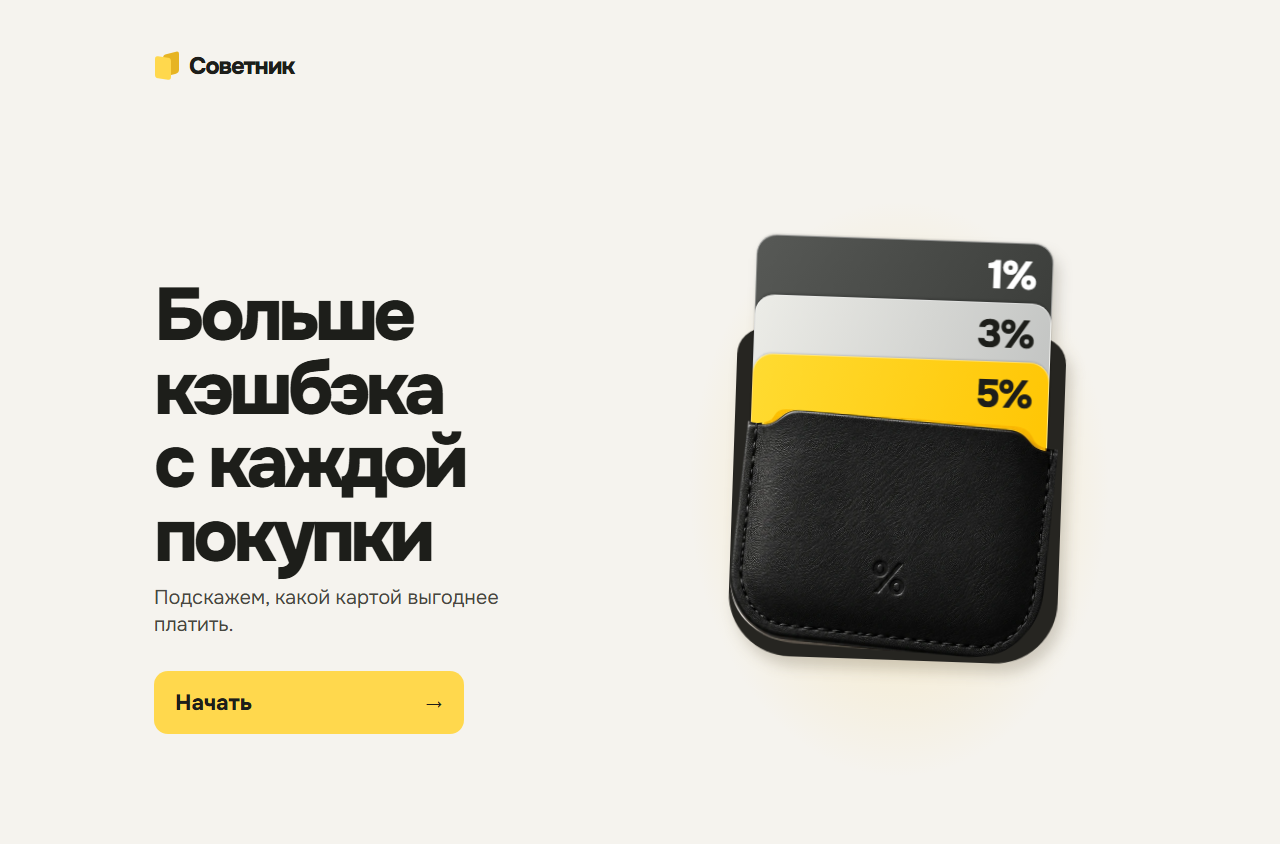 Советник
Больше
кэшбэка
с каждой
покупки
Подскажем, какой картой выгоднее
платить.
Начать →
1%
3%
5%
%